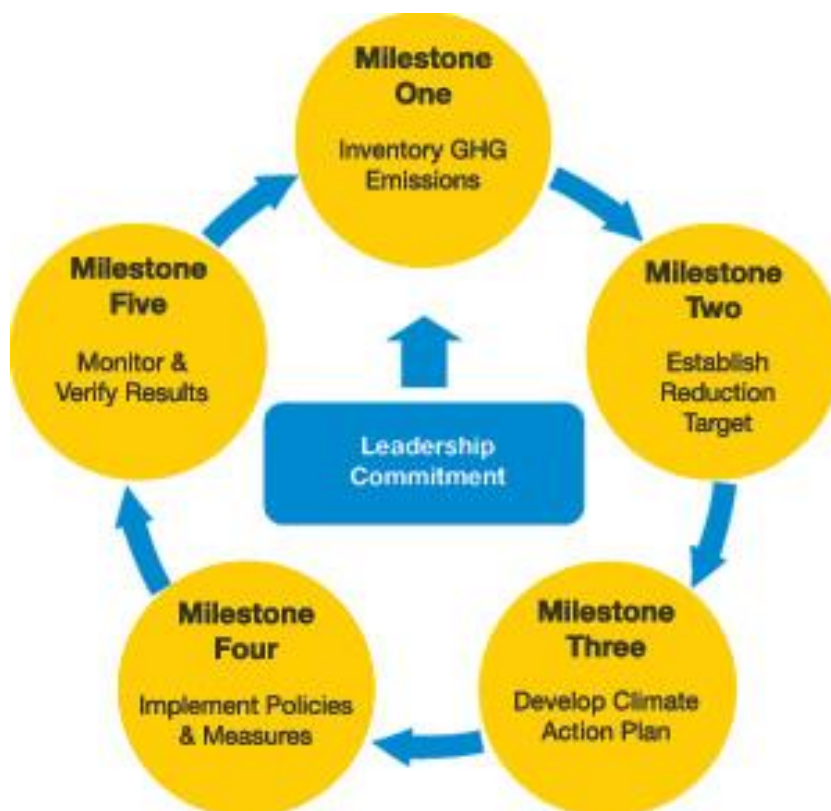 Milestone
One
Inventory GHG
Emissions
Milestone
Two
Establish
Reduction
Target
Milestone
Three
Develop Climate
Action Plan
Milestone
Four
Implement Policies
& Measures
Milestone
Five
Monitor &
Verify Results
Leadership
Commitment